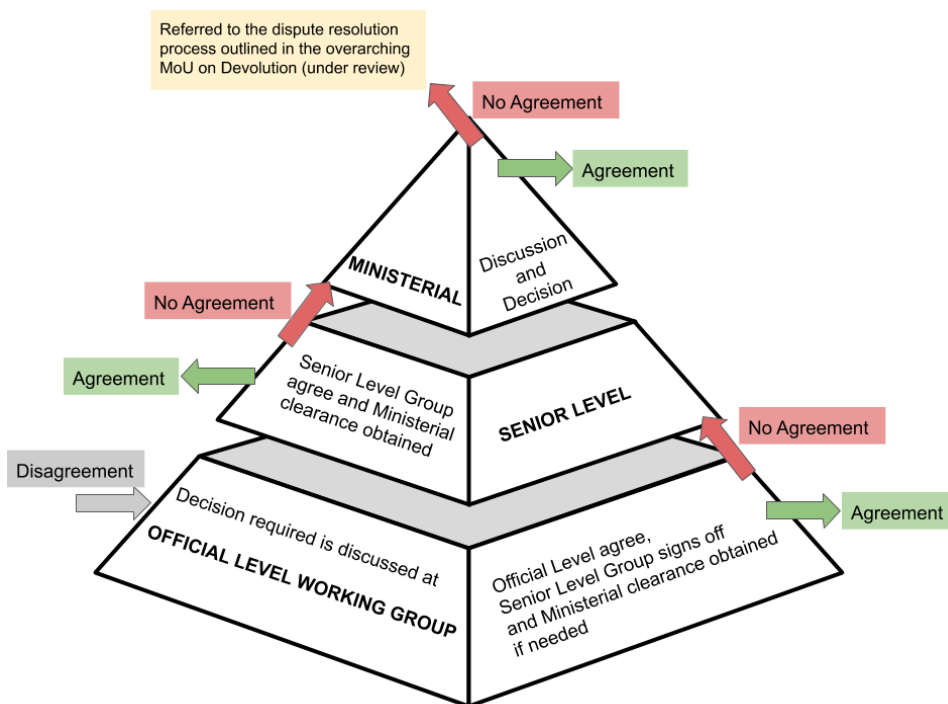 Referred to the dispute resolution
process outlined in the overarching
MoU on Devolution (under review)
No Agreement
Agreement
MINISTERIAL
Discussion
and
Decision
No Agreement
Agreement
Senior Level Group
agree and Ministerial
clearance obtained
SENIOR LEVEL
No Agreement
Disagreement
Agreement
Decision required is discussed at
OFFICIAL LEVEL WORKING GROUP
Official Level agree,
Senior Level Group signs off
and Ministerial clearance obtained
if needed